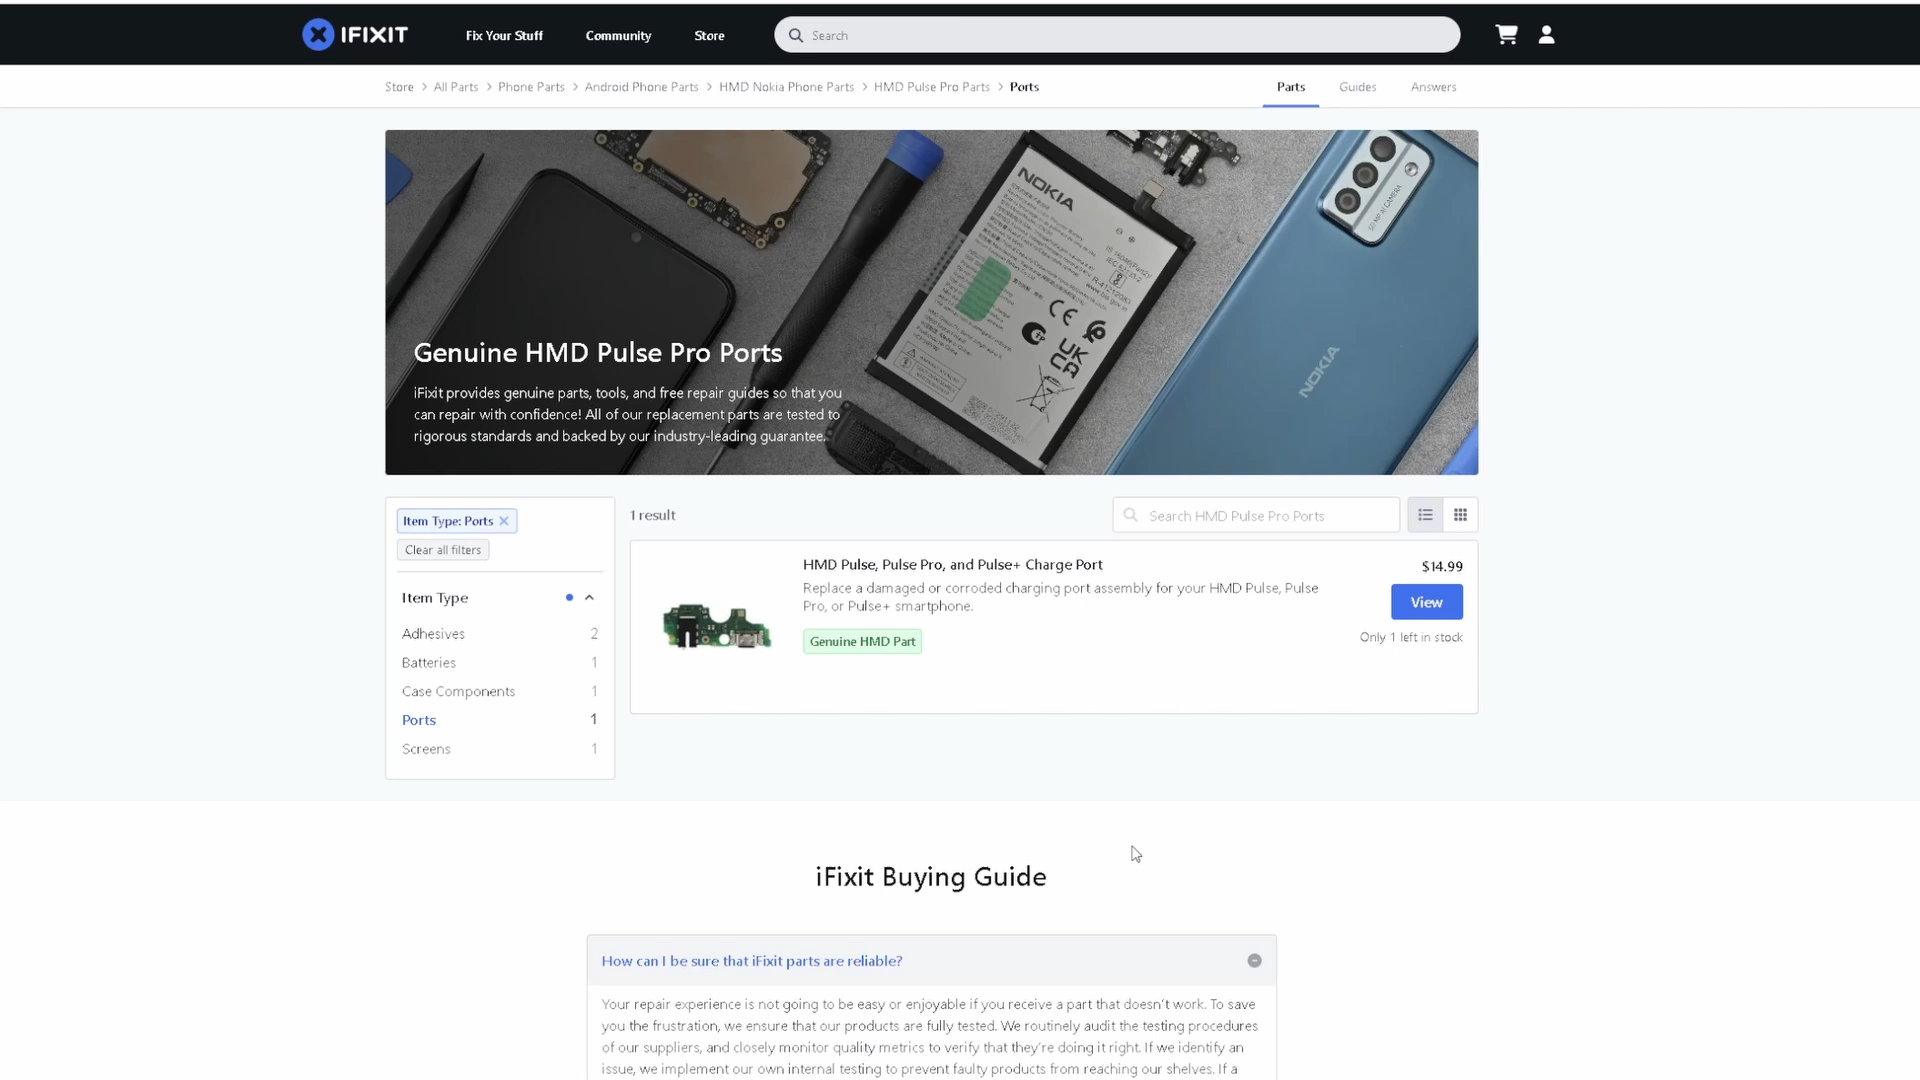 IFIXIT
Fix Your Stuff
Community
Store
Search
Store > All Parts > Phone Parts > Android Phone Parts > HMD Nokia Phone Parts > HMD Pulse Pro Parts > Ports
Parts
Guides
Answers
NOKIA
50 MP AI CAMERA
CE
UK
CA
NOKIA
Genuine HMD Pulse Pro Ports
iFixit provides genuine parts, tools, and free repair guides so that you
can repair with confidence! All of our replacement parts are tested to
rigorous standards and backed by our industry-leading guarantee.
Item Type: Ports
Clear all filters
Item Type
Adhesives 2
Batteries 1
Case Components 1
Ports 1
Screens 1
1 result
Search HMD Pulse Pro Ports
HMD Pulse, Pulse Pro, and Pulse+ Charge Port
Replace a damaged or corroded charging port assembly for your HMD Pulse, Pulse
Pro, or Pulse+ smartphone.
Genuine HMD Part
$14.99
View
Only 1 left in stock
iFixit Buying Guide
How can I be sure that iFixit parts are reliable?
Your repair experience is not going to be easy or enjoyable if you receive a part that doesn't work. To save
you the frustration, we ensure that our products are fully tested. We routinely audit the testing procedures
of our suppliers, and closely monitor quality metrics to verify that they're doing it right. If we identify an
issue, we implement our own internal testing to prevent faulty products from reaching our shelves. If a